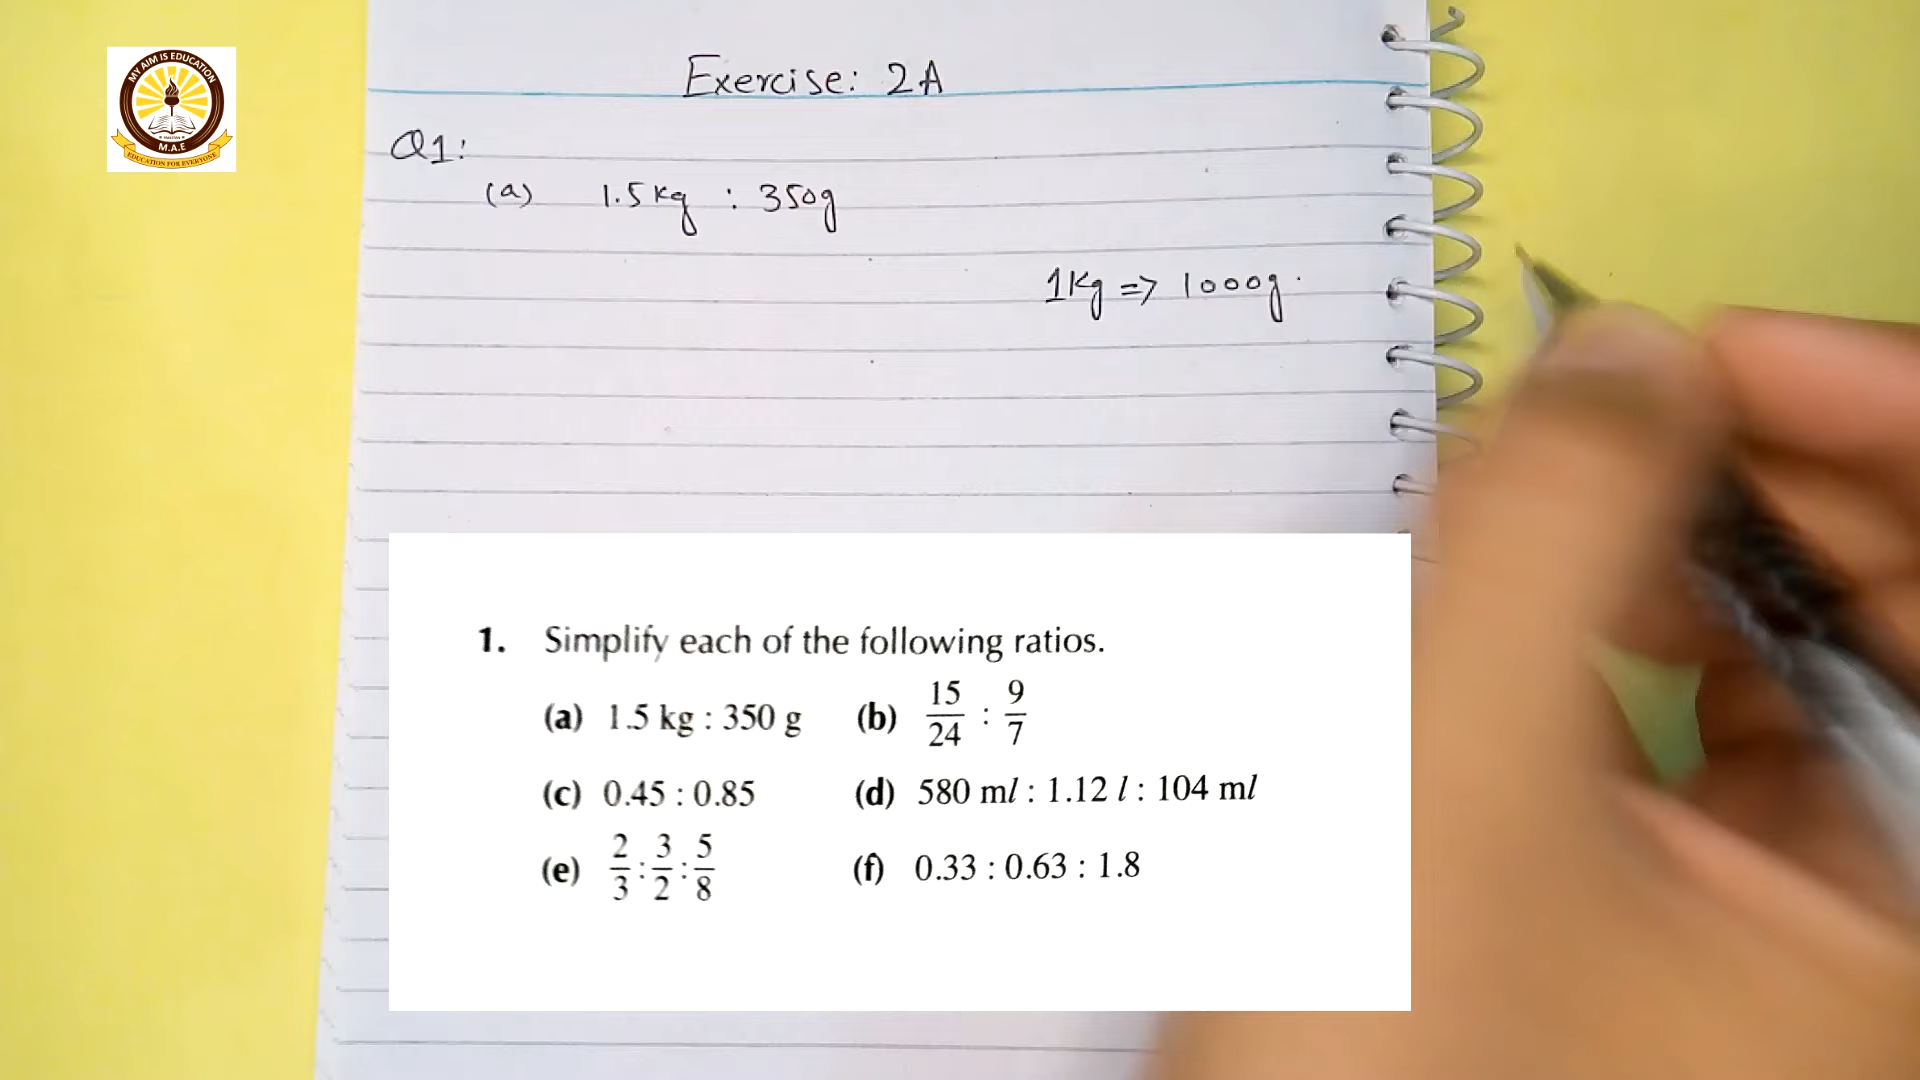 MY AIM IS EDUCATION
M.A.E
EDUCATION FOR EVERYONE
Exercise: 2A
Q1:
(a) 1.5 kg : 350g
1Kg => 1000g.
1. Simplify each of the following ratios.
(a) 1.5 kg : 350 g (b) 15/24 : 9/7
(c) 0.45 : 0.85 (d) 580 ml : 1.12 l : 104 ml
(e) 2/3 : 3/2 : 5/8 (f) 0.33 : 0.63 : 1.8